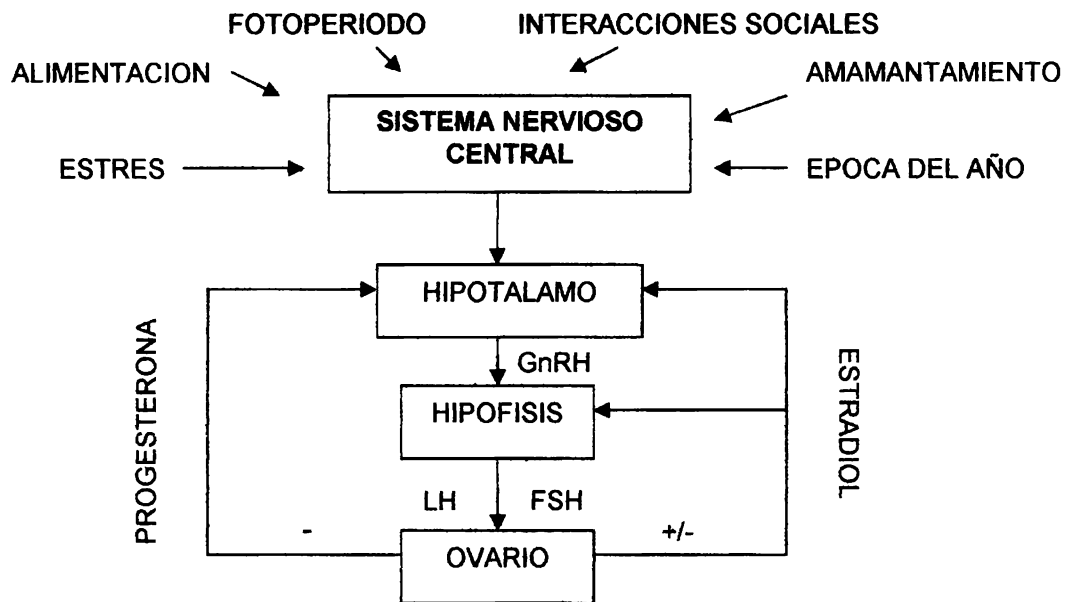 FOTOPERIODO
INTERACCIONES SOCIALES
ALIMENTACION
AMAMANTAMIENTO
SISTEMA NERVIOSO
CENTRAL
ESTRES
EPOCA DEL AÑO
HIPOTALAMO
PROGESTERONA
GnRH
ESTRADIOL
HIPOFISIS
LH
FSH
-
+/-
OVARIO